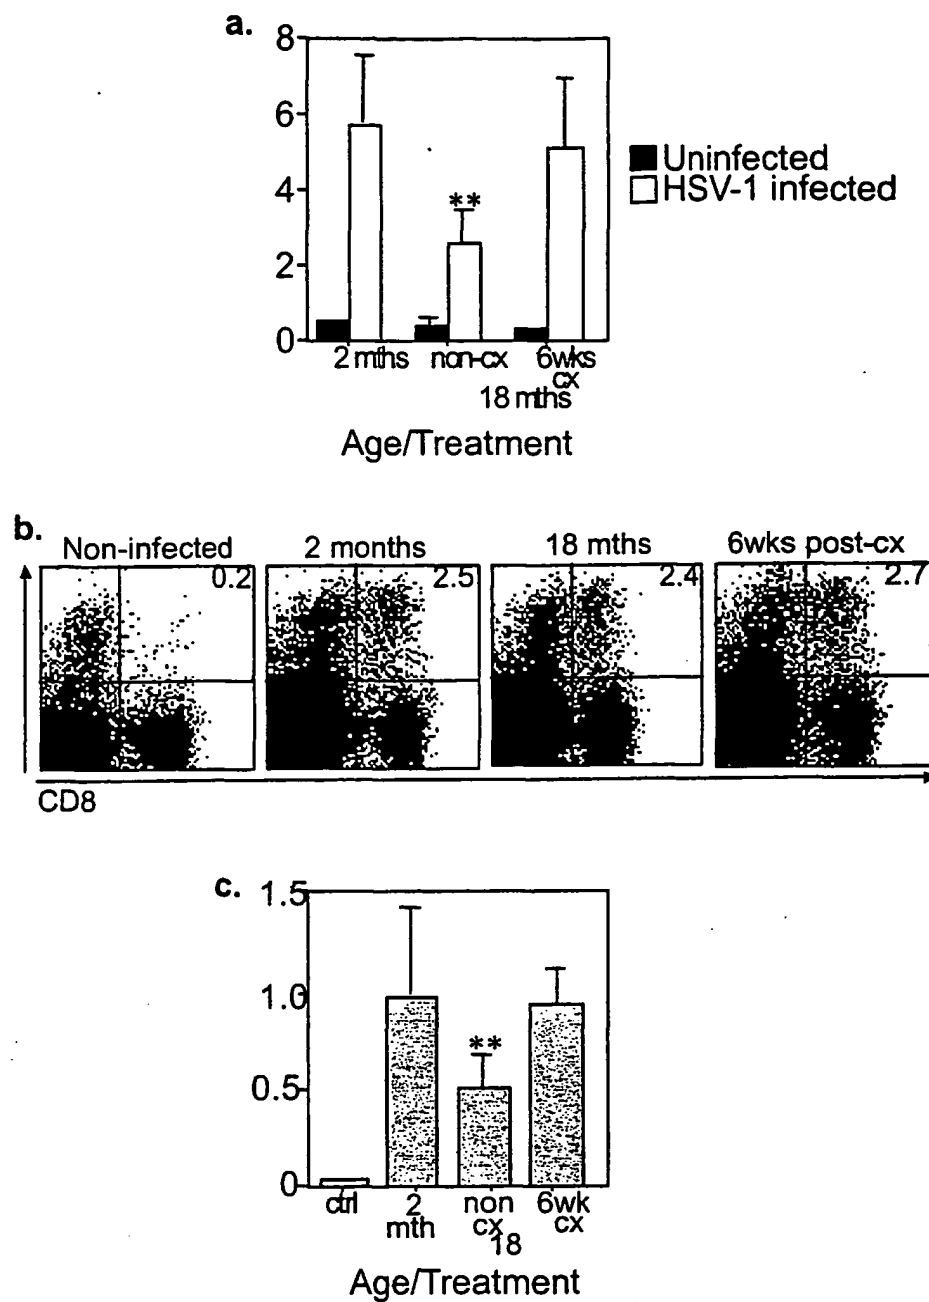 a.
8
6
4
2
0
**
Uninfected
HSV-1 infected
2 mths non-cx 6wks cx
18 mths
Age/Treatment
b.
Non-infected 2 months 18 mths 6wks post-cx
0.2 2.5 2.4 2.7
CD8
c.
1.5
1.0
0.5
0
**
ctrl 2 mth non cx 6wk cx
18
Age/Treatment